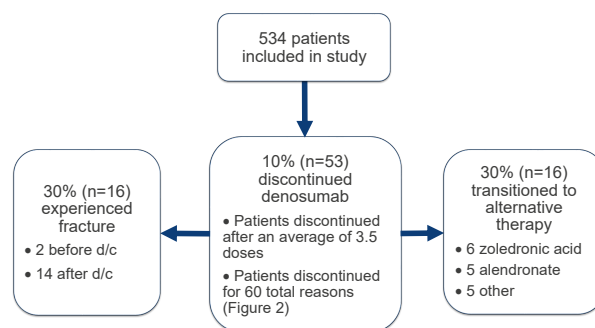 534 patients
included in study
30% (n=16)
experienced
fracture
• 2 before d/c
• 14 after d/c
10% (n=53)
discontinued
denosumab
• Patients discontinued
after an average of 3.5
doses
• Patients discontinued
for 60 total reasons
(Figure 2)
30% (n=16)
transitioned to
alternative
therapy
• 6 zoledronic acid
• 5 alendronate
• 5 other